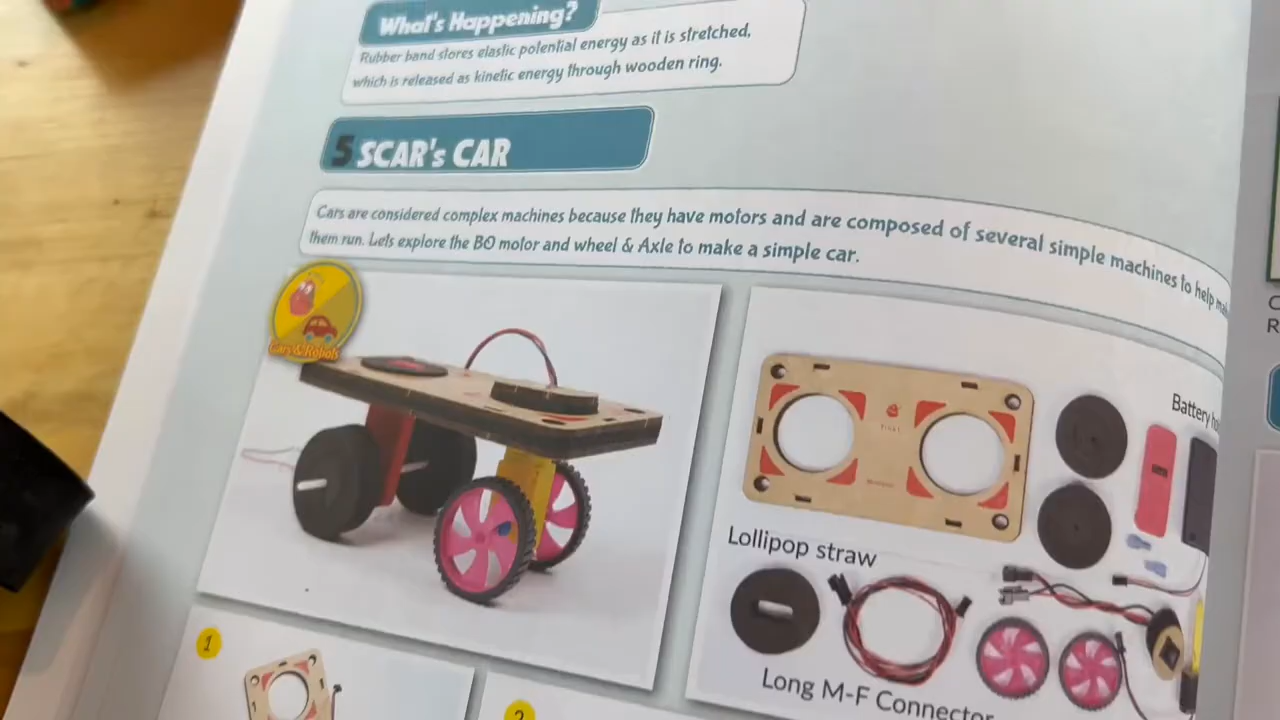 What's Happening?
Rubber band stores elastic potential energy as it is stretched,
which is released as kinetic energy through wooden ring.
5 SCAR's CAR
Cars are considered complex machines because they have motors and are composed of several simple machines to help
them run. Lets explore the BO motor and wheel & Axle to make a simple car.
Cars & Robots
Battery
Lollipop straw
Long M-F Connector
1
2